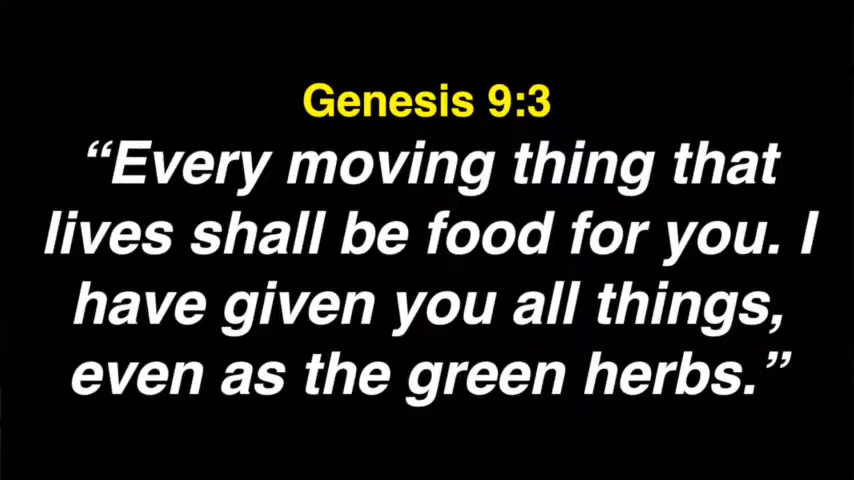 Genesis 9:3
“Every moving thing that
lives shall be food for you. I
have given you all things,
even as the green herbs.”